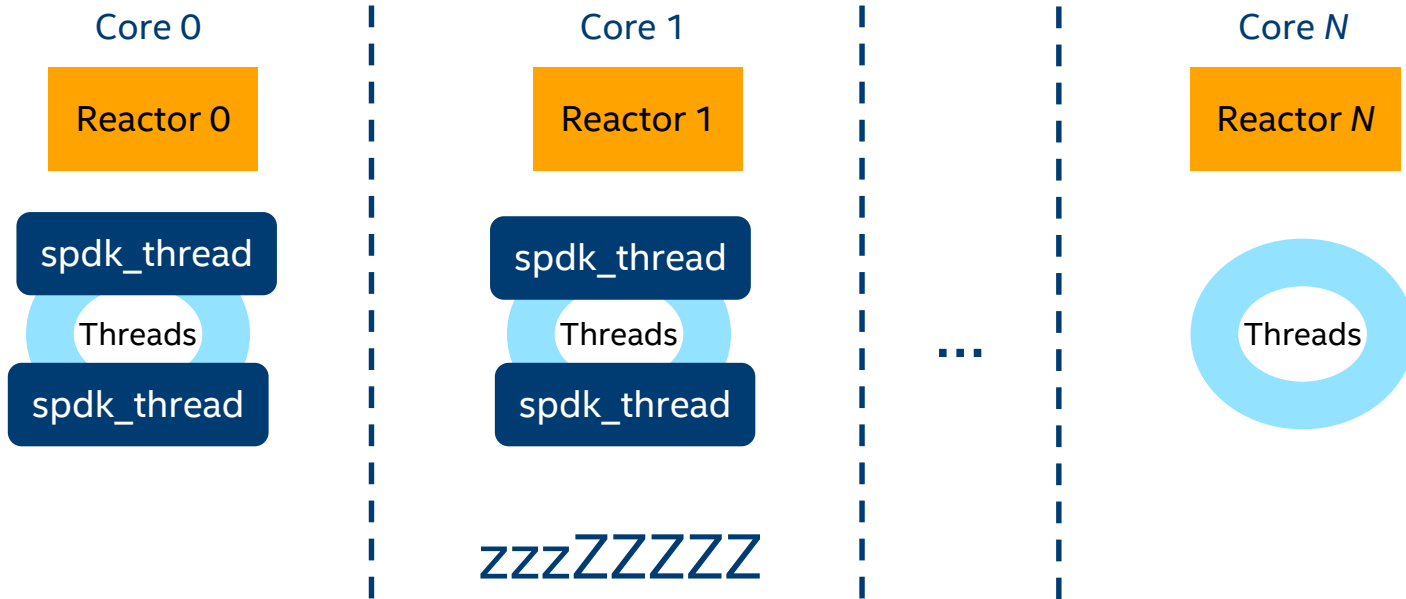 Core 0
Core 1
Core N
Reactor 0
Reactor 1
Reactor N
spdk_thread
spdk_thread
Threads
Threads
...
Threads
spdk_thread
spdk_thread
zzzZZZZZ